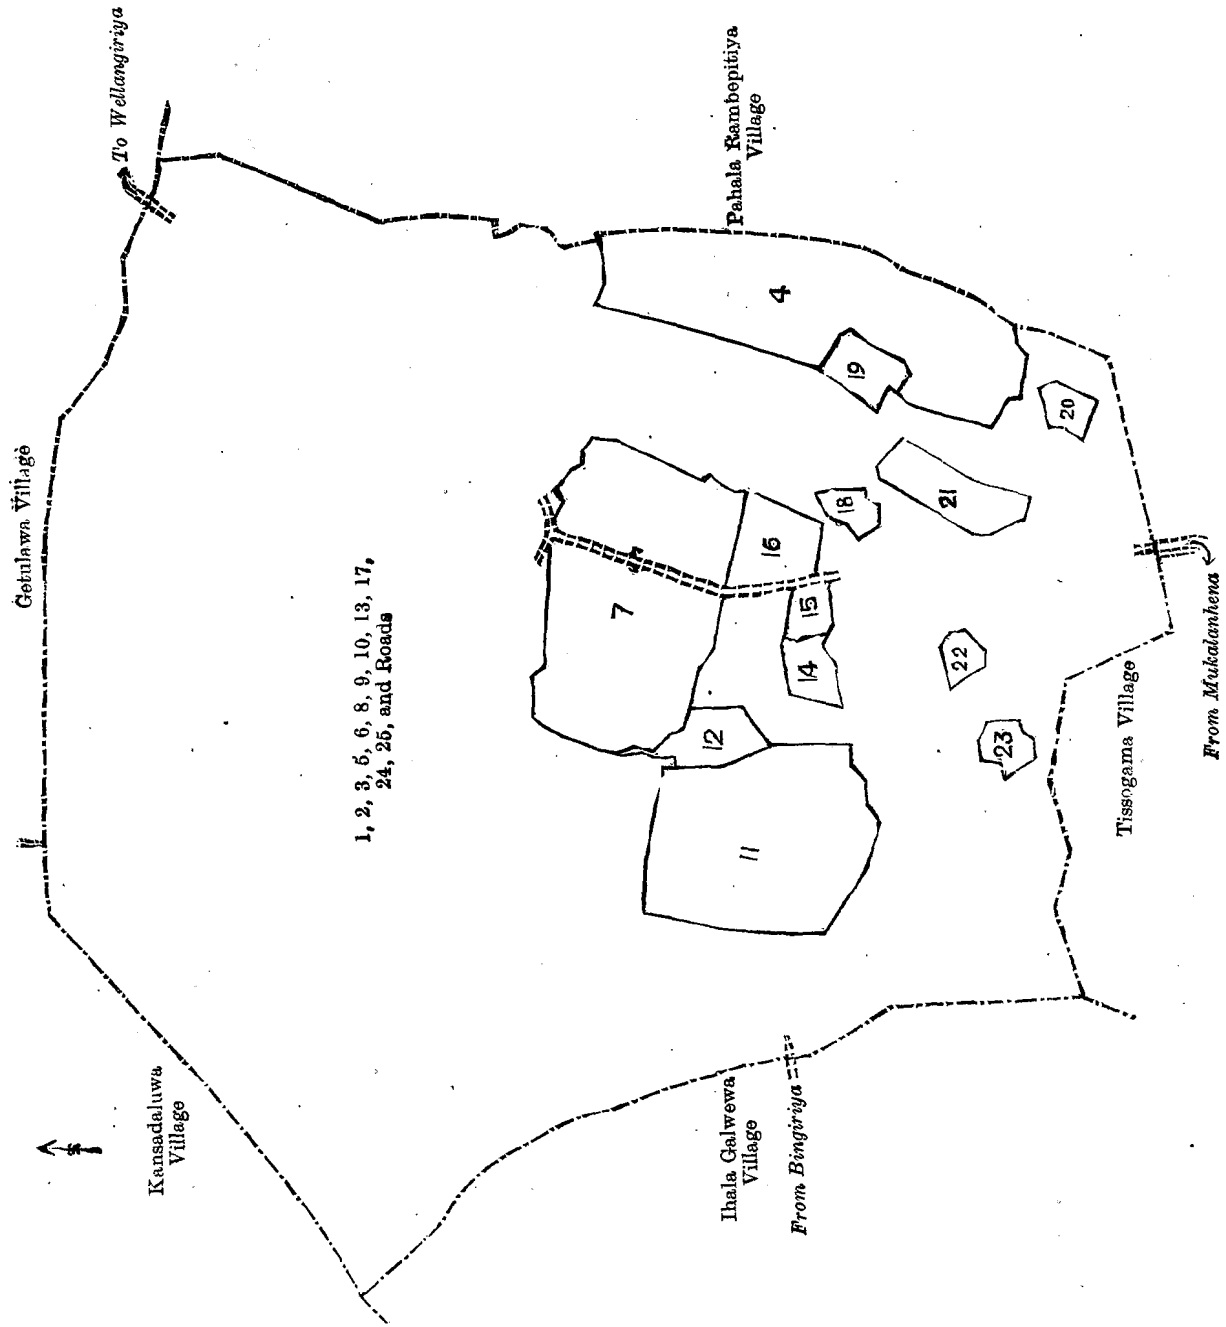 To Wellangiriya
Getulawa Village
Pahala Rambepitiya
Village
4
19
20
1, 2, 3, 5, 6, 8, 9, 10, 13, 17,
24, 25, and Roads
7
16
18
21
15
14
12
22
23
11
Kansadaluwa
Village
Ihala Galwewa
Village
From Bingiriya
Tissogama Village
From Mukalanhena